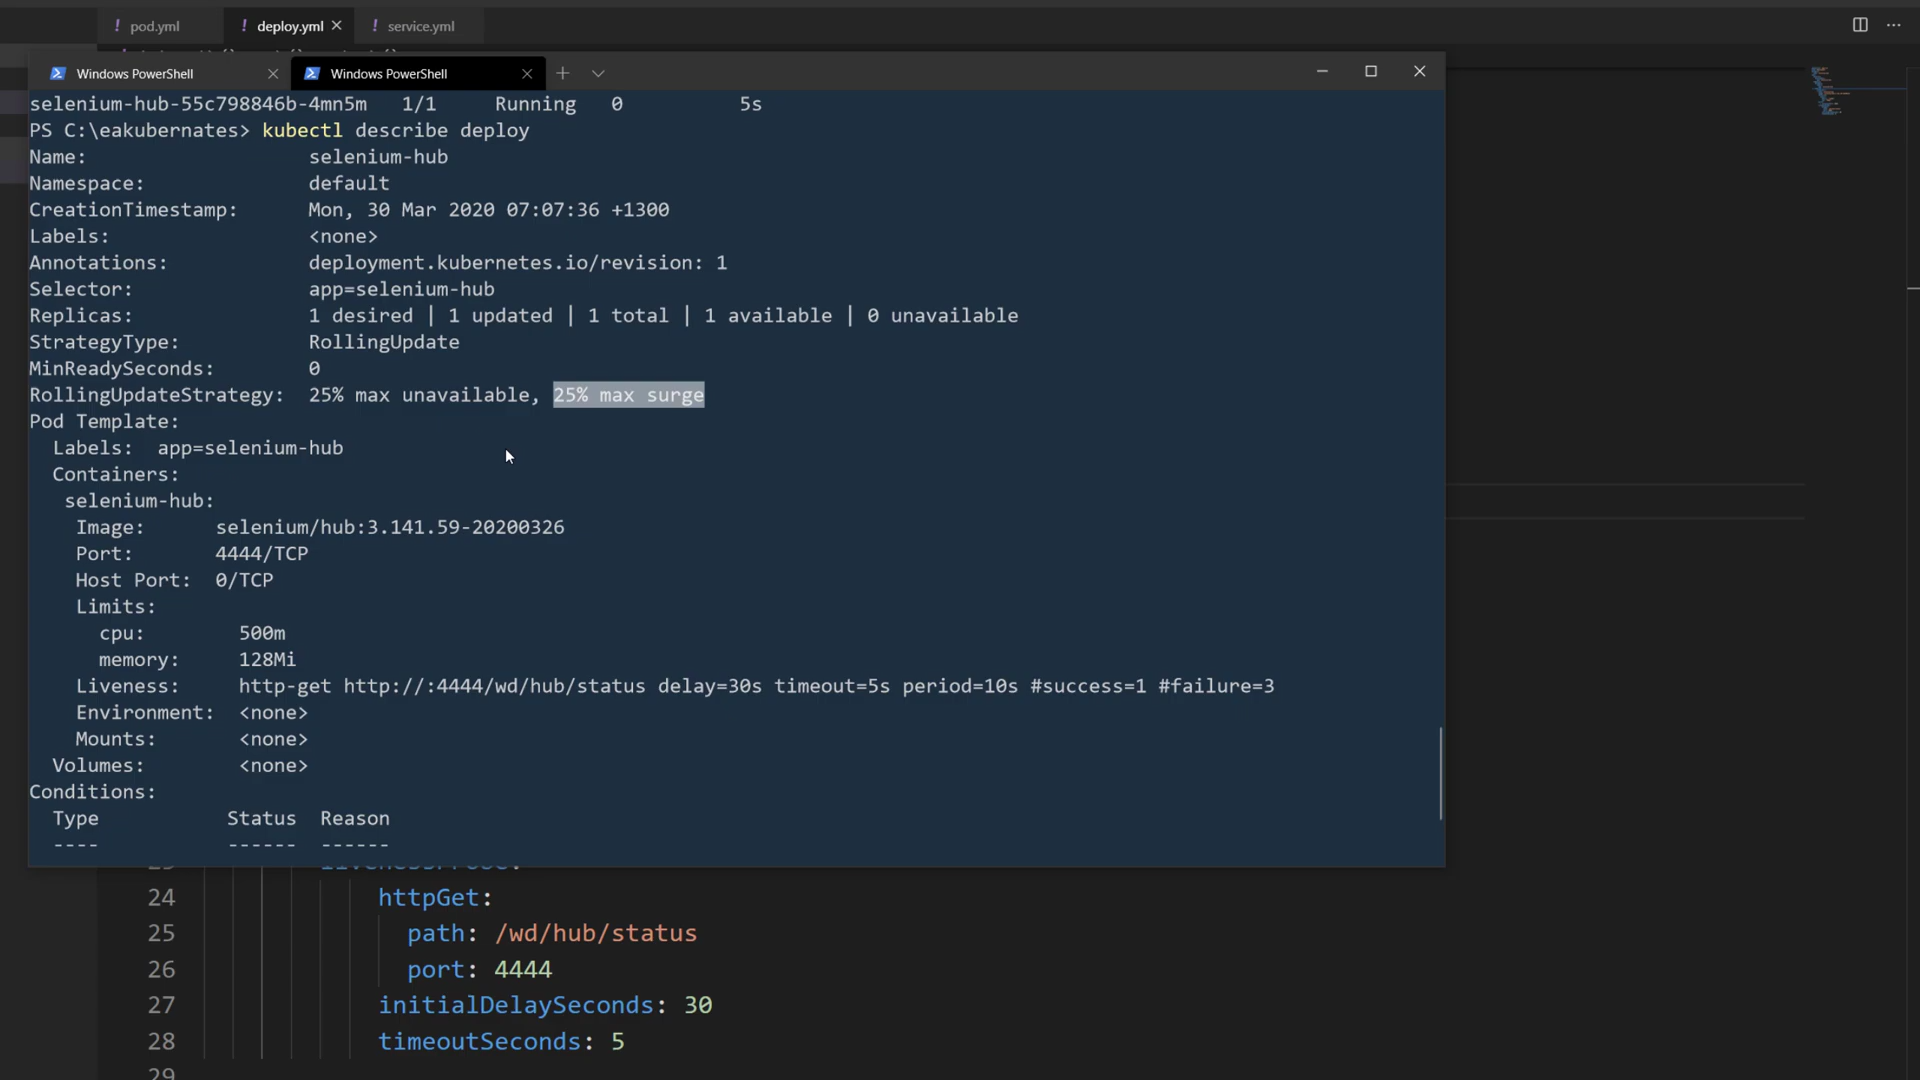 ! pod.yml ! deploy.yml ! service.yml
Windows PowerShell Windows PowerShell
selenium-hub-55c798846b-4mn5m 1/1 Running 0 5s
PS C:\eakubernates> kubectl describe deploy
Name: selenium-hub
Namespace: default
CreationTimestamp: Mon, 30 Mar 2020 07:07:36 +1300
Labels: <none>
Annotations: deployment.kubernetes.io/revision: 1
Selector: app=selenium-hub
Replicas: 1 desired | 1 updated | 1 total | 1 available | 0 unavailable
StrategyType: RollingUpdate
MinReadySeconds: 0
RollingUpdateStrategy: 25% max unavailable, 25% max surge
Pod Template:
Labels: app=selenium-hub
Containers:
selenium-hub:
Image: selenium/hub:3.141.59-20200326
Port: 4444/TCP
Host Port: 0/TCP
Limits:
cpu: 500m
memory: 128Mi
Liveness: http-get http://:4444/wd/hub/status delay=30s timeout=5s period=10s #success=1 #failure=3
Environment: <none>
Mounts: <none>
Volumes: <none>
Conditions:
Type Status Reason
---- ------ ------
24 httpGet:
25 path: /wd/hub/status
26 port: 4444
27 initialDelaySeconds: 30
28 timeoutSeconds: 5
29